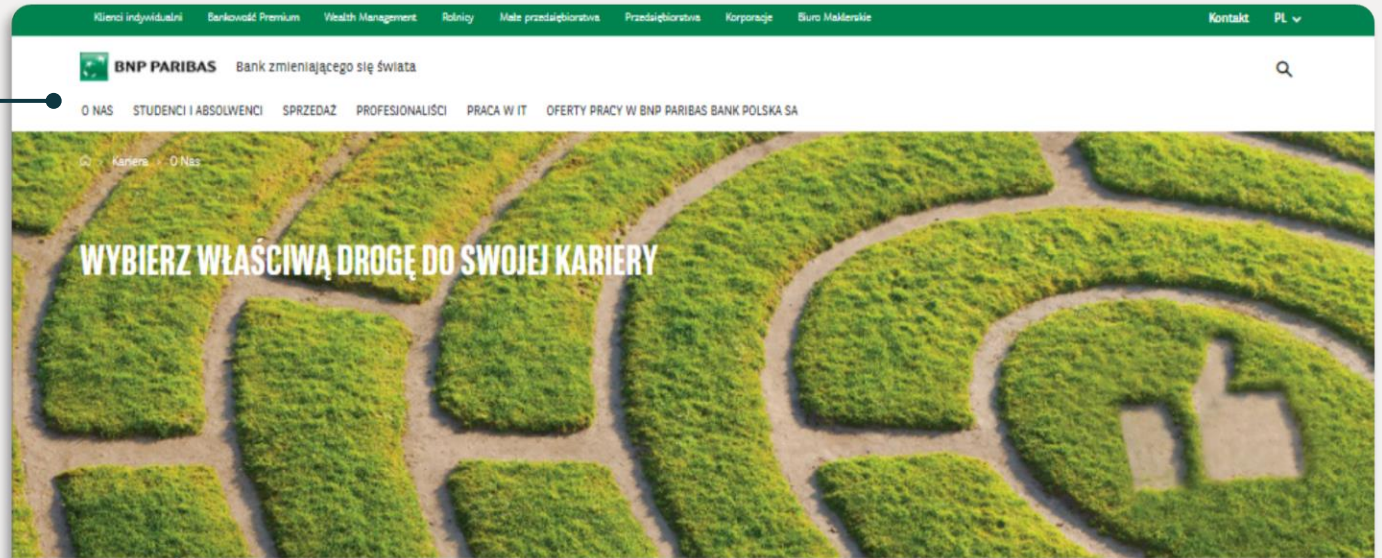 Klienci indywidualni Bankowość Premium Wealth Management Rolnicy Małe przedsiębiorstwa Przedsiębiorstwa Korporacje Biuro Maklerskie Kontakt PL
BNP PARIBAS Bank zmieniającego się świata
O NAS STUDENCI I ABSOLWENCI SPRZEDAŻ PROFESJONALIŚCI PRACA W IT OFERTY PRACY W BNP PARIBAS BANK POLSKA SA
Kariera O Nas
WYBIERZ WŁAŚCIWĄ DROGĘ DO SWOJEJ KARIERY